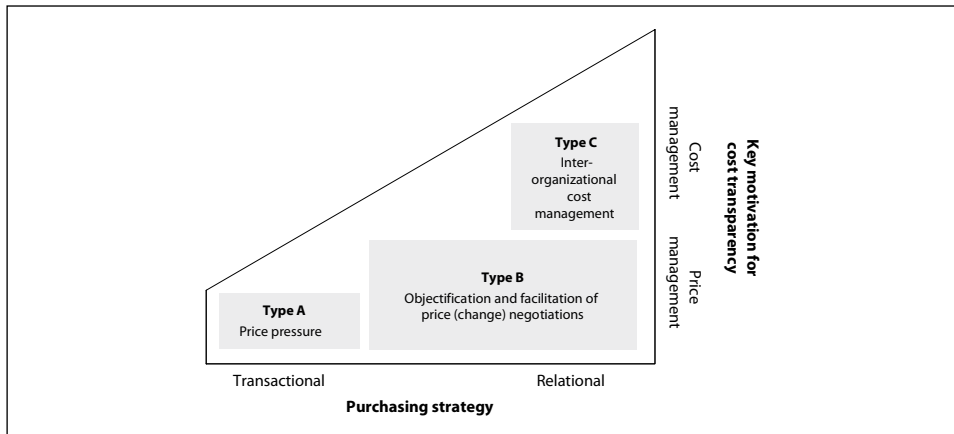 Type C
Inter-
organizational
cost
management
Type B
Objectification and facilitation of
price (change) negotiations
Type A
Price pressure
Transactional
Relational
Purchasing strategy
Cost
management
Price
management
Key motivation for
cost transparency